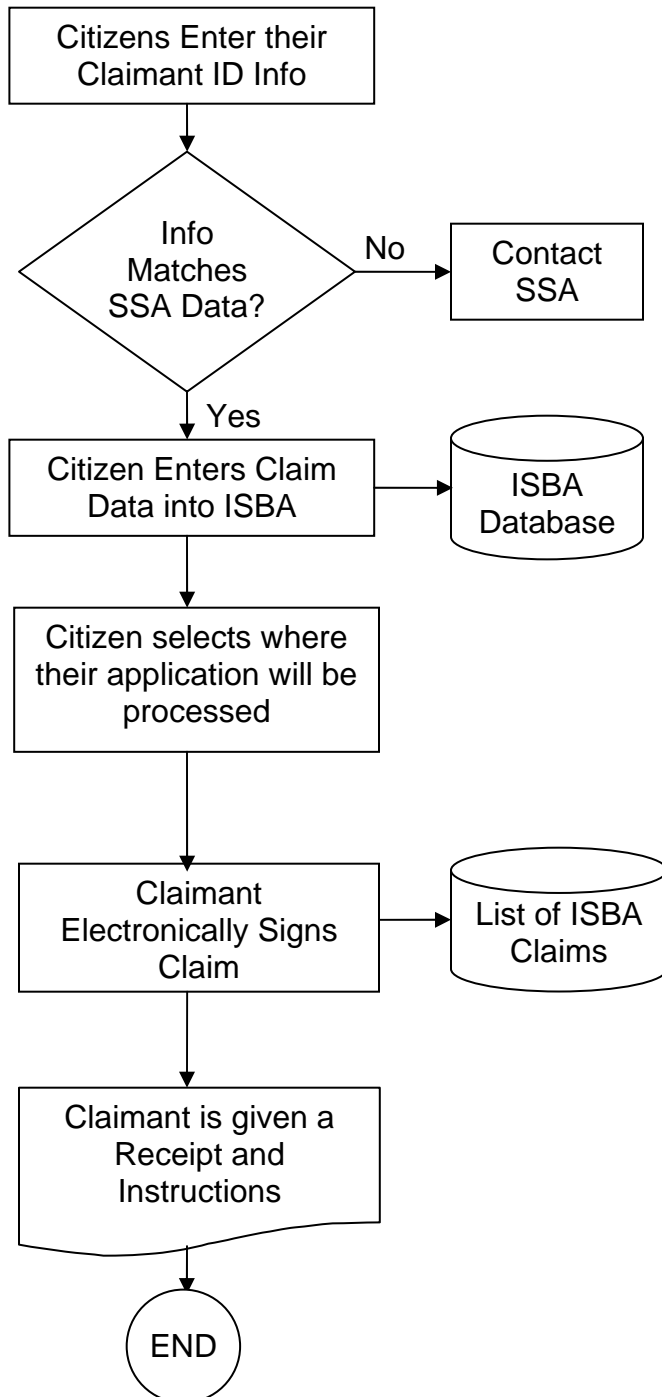 Citizens Enter their
Claimant ID Info
Info
Matches
SSA Data?
No
Contact
SSA
Yes
Citizen Enters Claim
Data into ISBA
ISBA
Database
Citizen selects where
their application will be
processed
Claimant
Electronically Signs
Claim
List of ISBA
Claims
Claimant is given a
Receipt and
Instructions
END